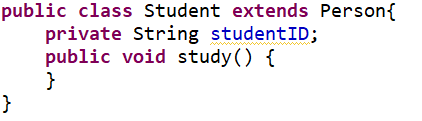 public class Student extends Person{
    private String studentID;
    public void study() {
    }
}